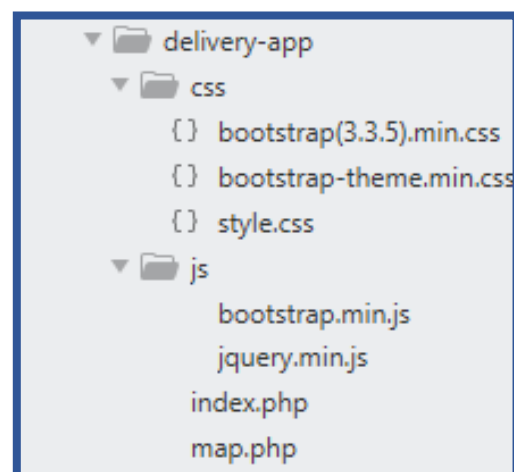 delivery-app
css
{} bootstrap(3.3.5).min.css
{} bootstrap-theme.min.css
{} style.css
js
bootstrap.min.js
jquery.min.js
index.php
map.php